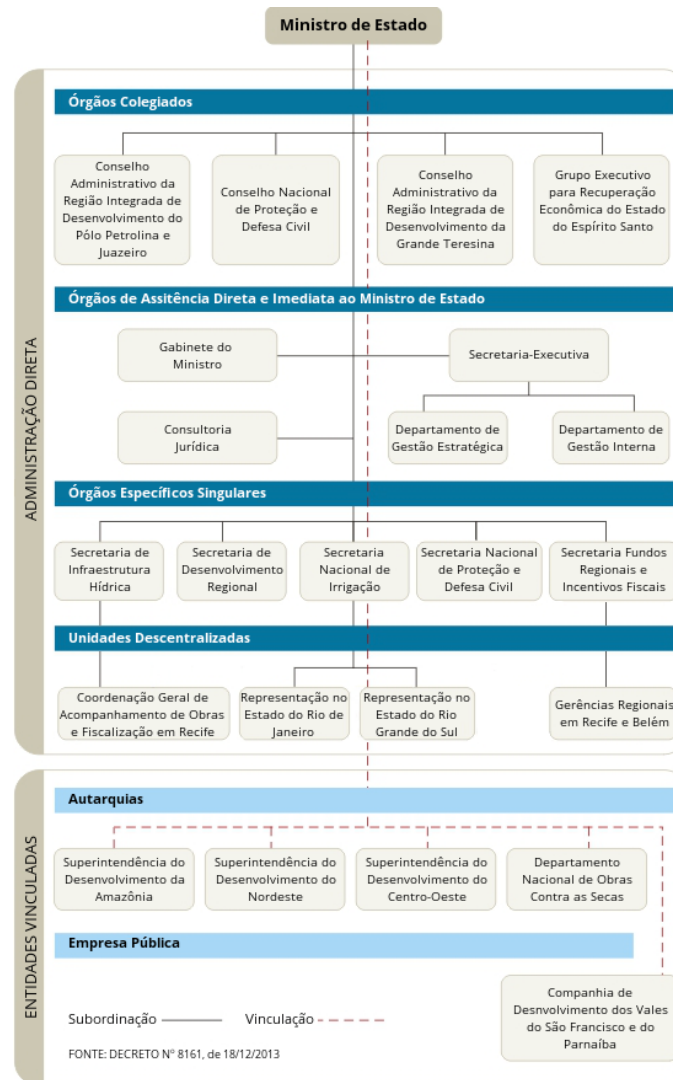 Ministro de Estado
ADMINISTRAÇÃO DIRETA
Órgãos Colegiados
Conselho
Administrativo da
Região Integrada de
Desenvolvimento do
Pólo Petrolina e
Juazeiro
Conselho Nacional
de Proteção e
Defesa Civil
Conselho
Administrativo da
Região Integrada de
Desenvolvimento da
Grande Teresina
Grupo Executivo
para Recuperação
Econômica do Estado
do Espírito Santo
Órgãos de Assitência Direta e Imediata ao Ministro de Estado
Gabinete do
Ministro
Secretaria-Executiva
Consultoria
Jurídica
Departamento de
Gestão Estratégica
Departamento de
Gestão Interna
Órgãos Específicos Singulares
Secretaria de
Infraestrutura
Hídrica
Secretaria de
Desenvolvimento
Regional
Secretaria
Nacional de
Irrigação
Secretaria Nacional
de Proteção e
Defesa Civil
Secretaria Fundos
Regionais e
Incentivos Fiscais
Unidades Descentralizadas
Coordenação Geral de
Acompanhamento de Obras
e Fiscalização em Recife
Representação no
Estado do Rio de
Janeiro
Representação no
Estado do Rio
Grande do Sul
Gerências Regionais
em Recife e Belém
ENTIDADES VINCULADAS
Autarquias
Superintendência do
Desenvolvimento da
Amazônia
Superintendência do
Desenvolvimento do
Nordeste
Superintendência do
Desenvolvimento do
Centro-Oeste
Departamento
Nacional de Obras
Contra as Secas
Empresa Pública
Companhia de
Desnvolvimento dos Vales
do São Francisco e do
Parnaíba
Subordinação
Vinculação
FONTE: DECRETO Nº 8161, de 18/12/2013